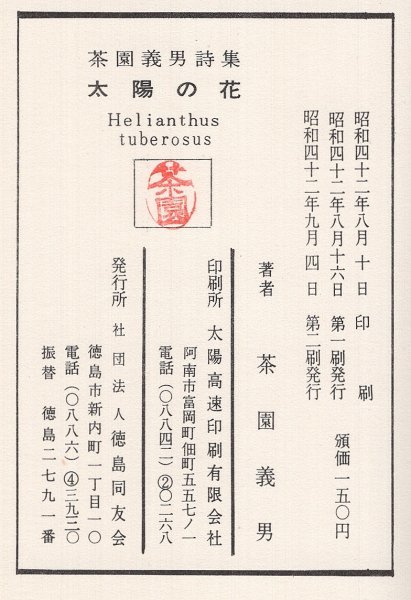 茶園義男詩集
太陽の花
Helianthus
tuberosus
茶園
昭和四十二年八月十日 印刷
昭和四十二年八月十六日 第一刷発行
昭和四十二年九月四日 第二刷発行
頒価一五〇円
著者 茶園義男
印刷所 太陽高速印刷有限会社
阿南市富岡町佃町五五七ノ一
電話(〇八八四二)②〇二六八
発行所 社団法人徳島同友会
徳島市新内町一丁目一〇
電話(〇八八六)④三九二〇
振替 徳島二七九一番